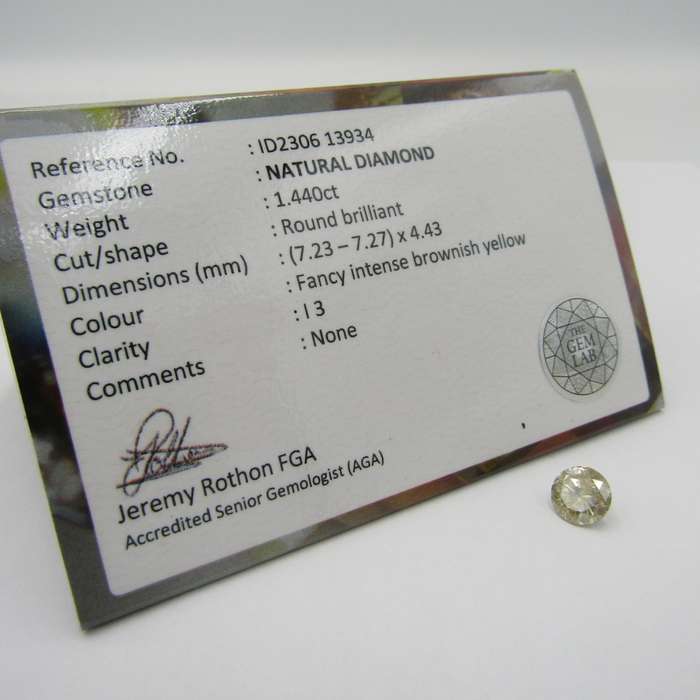 Reference No. : ID2306 13934
Gemstone : NATURAL DIAMOND
Weight : 1.440ct
Cut/shape : Round brilliant
Dimensions (mm) : (7.23 – 7.27) x 4.43
Colour : Fancy intense brownish yellow
Clarity : I 3
Comments : None
THE
GEM
LAB
Jeremy Rothon FGA
Accredited Senior Gemologist (AGA)